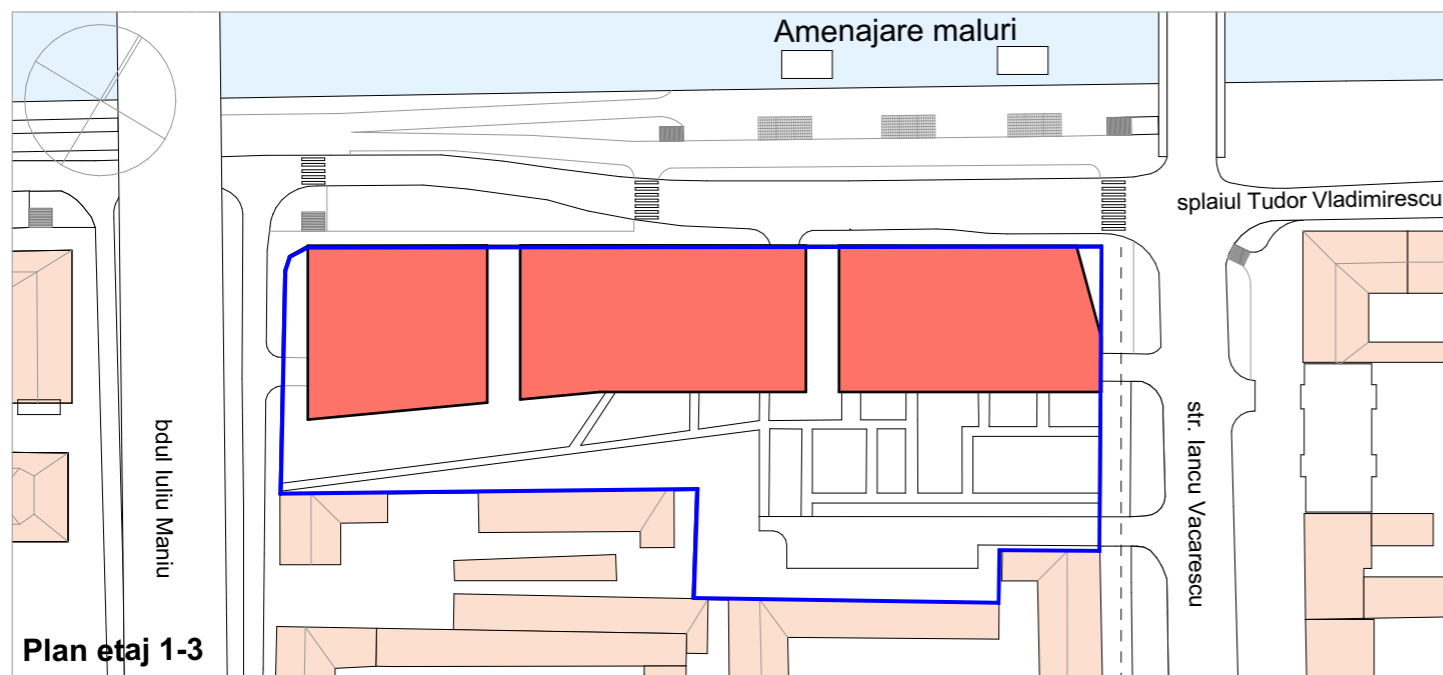 Amenajare maluri
splaiul Tudor Vladimirescu
bdul Iuliu Maniu
str. Iancu Vacarescu
Plan etaj 1-3